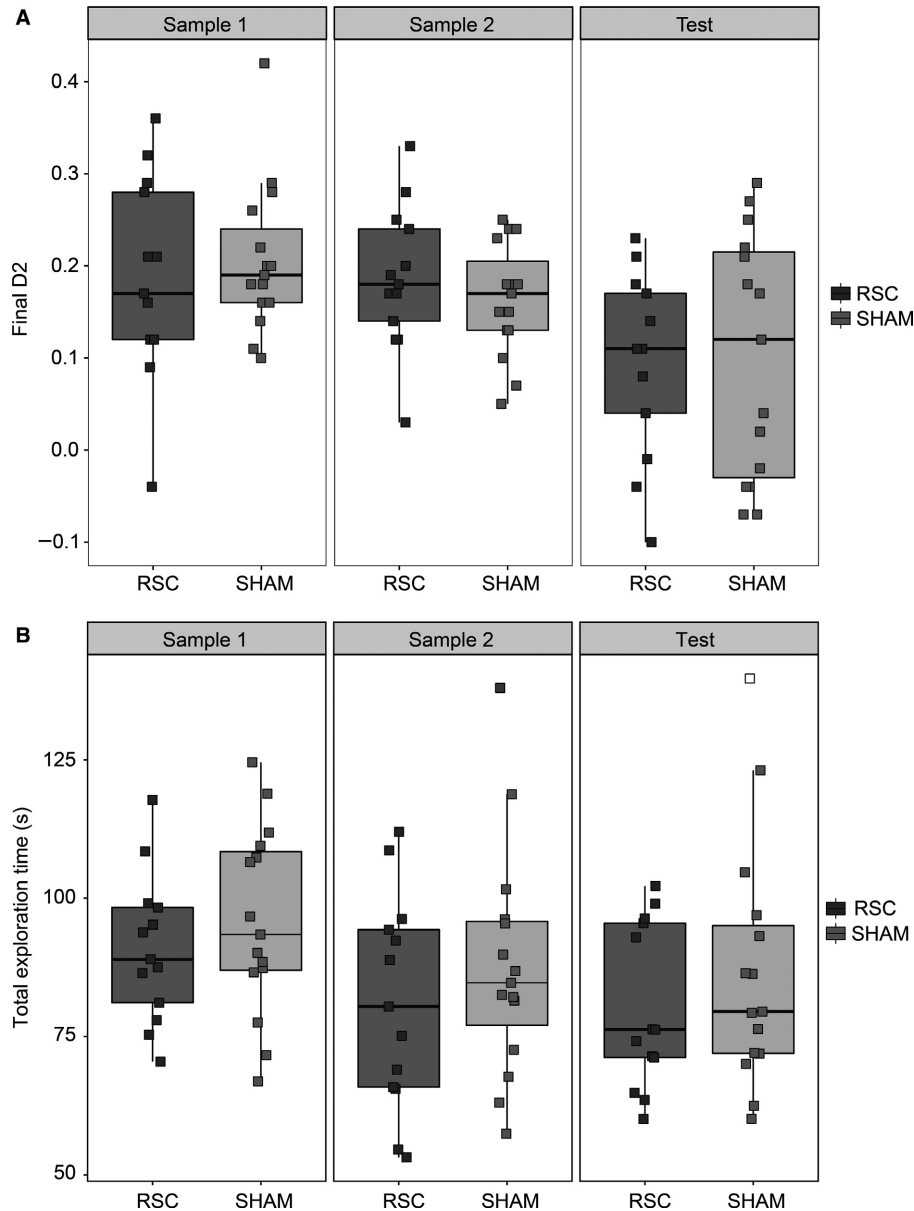 A
Sample 1 Sample 2 Test
Final D2
0.4
0.3
0.2
0.1
0.0
−0.1
RSC SHAM RSC SHAM RSC SHAM
RSC
SHAM
B
Sample 1 Sample 2 Test
Total exploration time (s)
125
100
75
50
RSC SHAM RSC SHAM RSC SHAM
RSC
SHAM